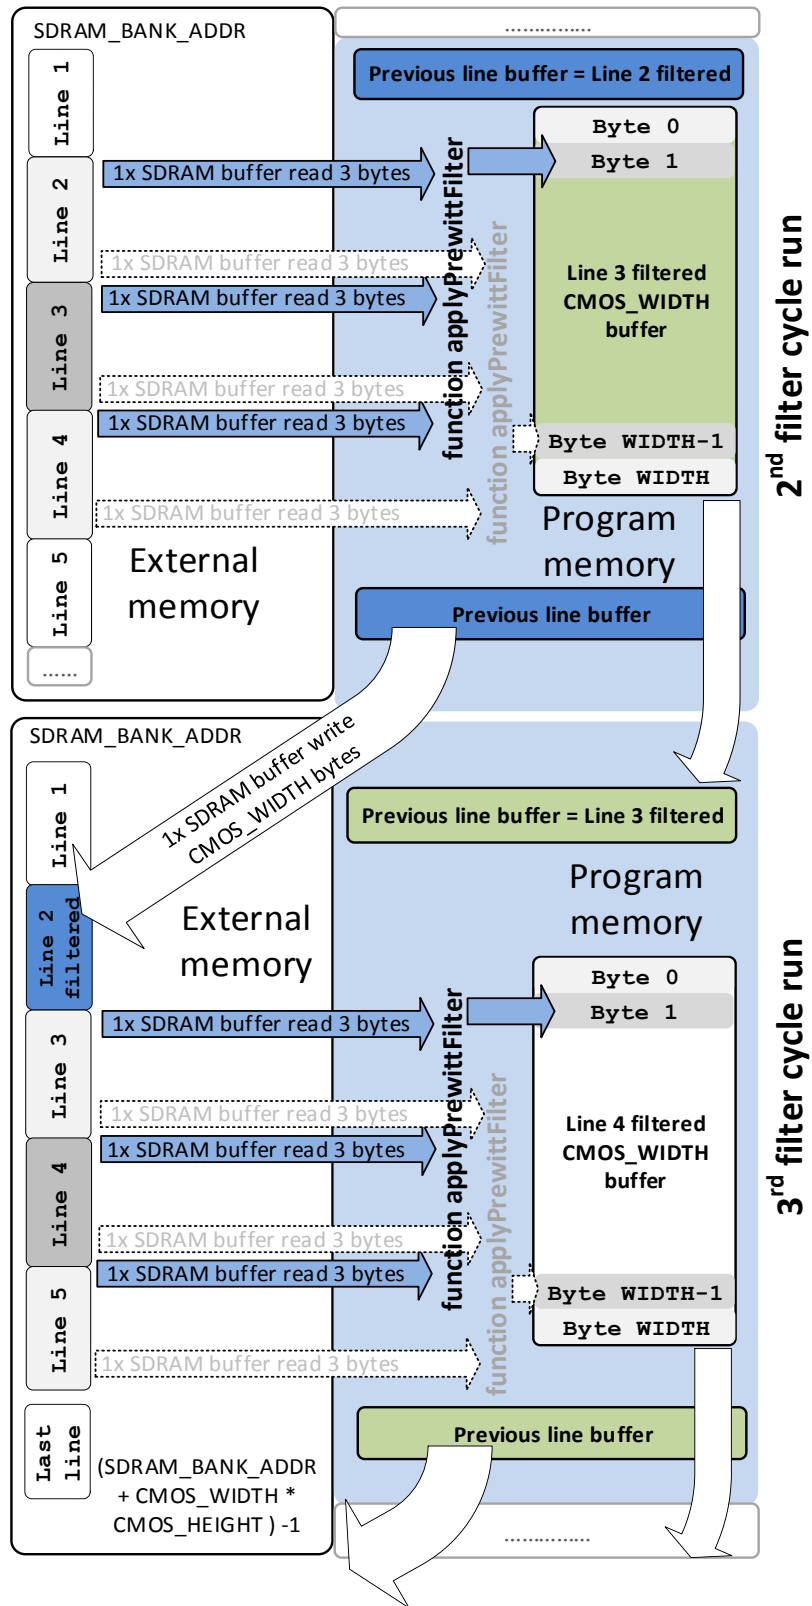 SDRAM_BANK_ADDR
Line 1
Line 2
Line 3
Line 4
Line 5
......
1x SDRAM buffer read 3 bytes
1x SDRAM buffer read 3 bytes
1x SDRAM buffer read 3 bytes
1x SDRAM buffer read 3 bytes
1x SDRAM buffer read 3 bytes
1x SDRAM buffer read 3 bytes
External
memory
...............
Previous line buffer = Line 2 filtered
function applyPrewittFilter
function applyPrewittFilter
Byte 0
Byte 1
Line 3 filtered
CMOS_WIDTH
buffer
Byte WIDTH-1
Byte WIDTH
Program
memory
Previous line buffer
2nd filter cycle run
1x SDRAM buffer write
CMOS_WIDTH bytes
SDRAM_BANK_ADDR
Line 1
Line 2
filtered
Line 3
Line 4
Line 5
Last
line
External
memory
1x SDRAM buffer read 3 bytes
1x SDRAM buffer read 3 bytes
1x SDRAM buffer read 3 bytes
1x SDRAM buffer read 3 bytes
1x SDRAM buffer read 3 bytes
1x SDRAM buffer read 3 bytes
(SDRAM_BANK_ADDR
+ CMOS_WIDTH *
CMOS_HEIGHT ) -1
Previous line buffer = Line 3 filtered
Program
memory
function applyPrewittFilter
function applyPrewittFilter
Byte 0
Byte 1
Line 4 filtered
CMOS_WIDTH
buffer
Byte WIDTH-1
Byte WIDTH
Previous line buffer
...............
3rd filter cycle run